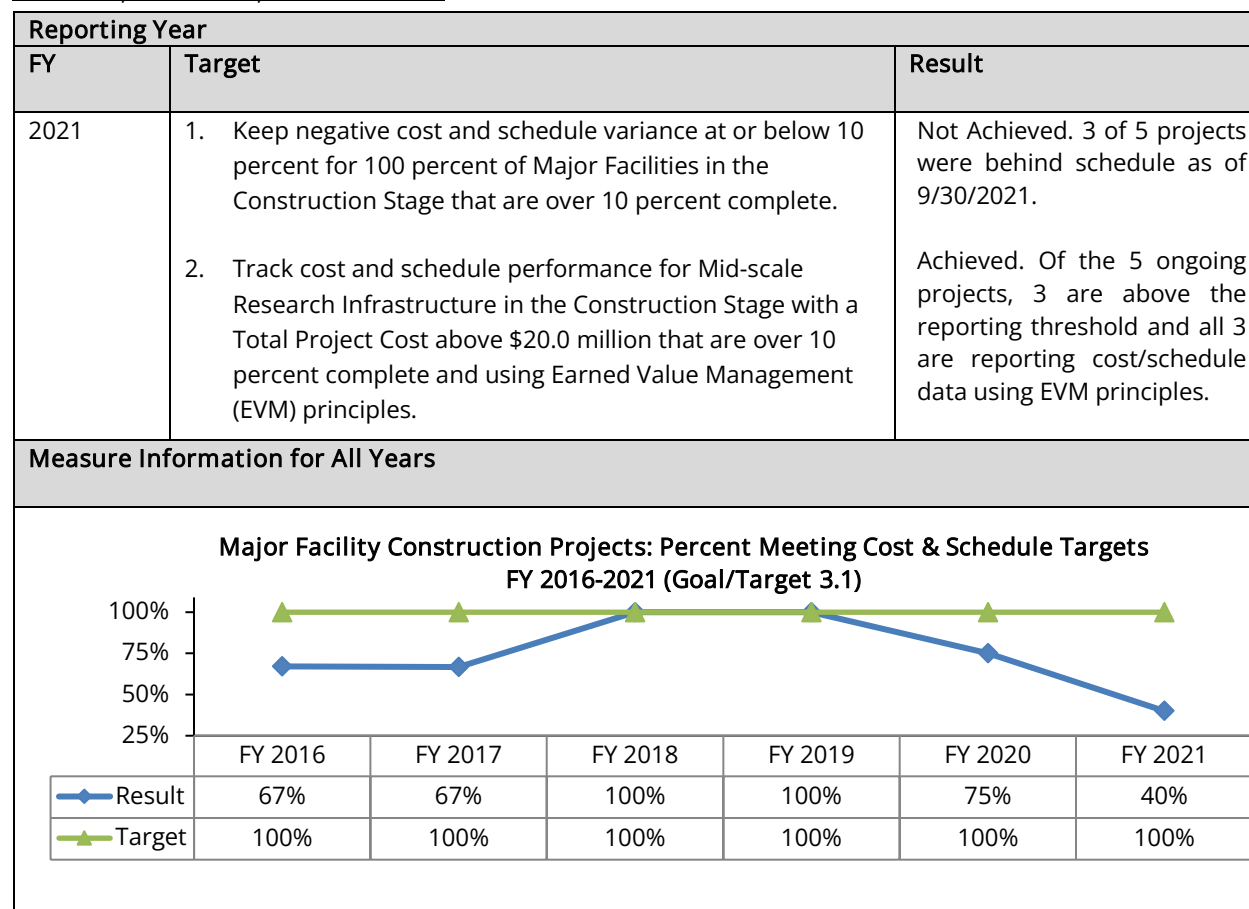 Reporting Year
FY Target Result
2021 1. Keep negative cost and schedule variance at or below 10
percent for 100 percent of Major Facilities in the
Construction Stage that are over 10 percent complete.
2. Track cost and schedule performance for Mid-scale
Research Infrastructure in the Construction Stage with a
Total Project Cost above $20.0 million that are over 10
percent complete and using Earned Value Management
(EVM) principles.
Not Achieved. 3 of 5 projects
were behind schedule as of
9/30/2021.
Achieved. Of the 5 ongoing
projects, 3 are above the
reporting threshold and all 3
are reporting cost/schedule
data using EVM principles.
Measure Information for All Years
Major Facility Construction Projects: Percent Meeting Cost & Schedule Targets
FY 2016-2021 (Goal/Target 3.1)
100%
75%
50%
25%
FY 2016 FY 2017 FY 2018 FY 2019 FY 2020 FY 2021
Result 67% 67% 100% 100% 75% 40%
Target 100% 100% 100% 100% 100% 100%